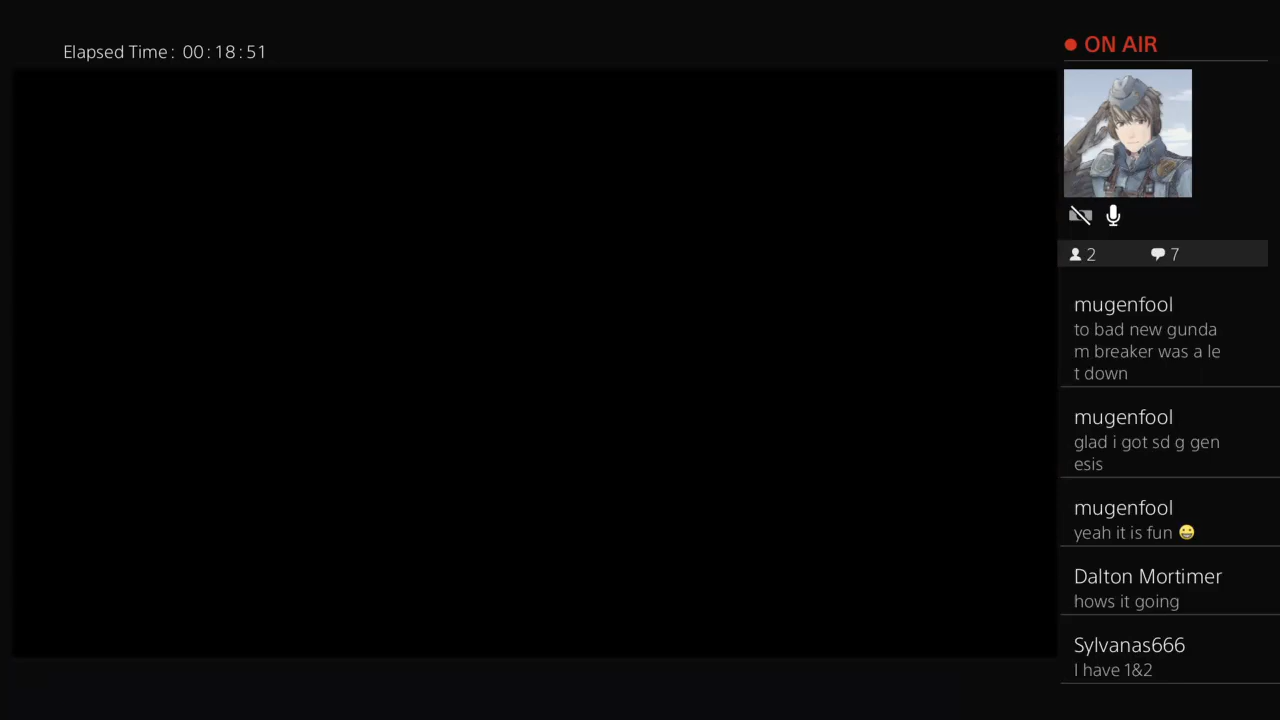 Elapsed Time: 00:18:51
ON AIR
2 7
mugenfool
to bad new gunda
m breaker was a le
t down
mugenfool
glad i got sd g gen
esis
mugenfool
yeah it is fun 😀
Dalton Mortimer
hows it going
Sylvanas666
I have 1&2